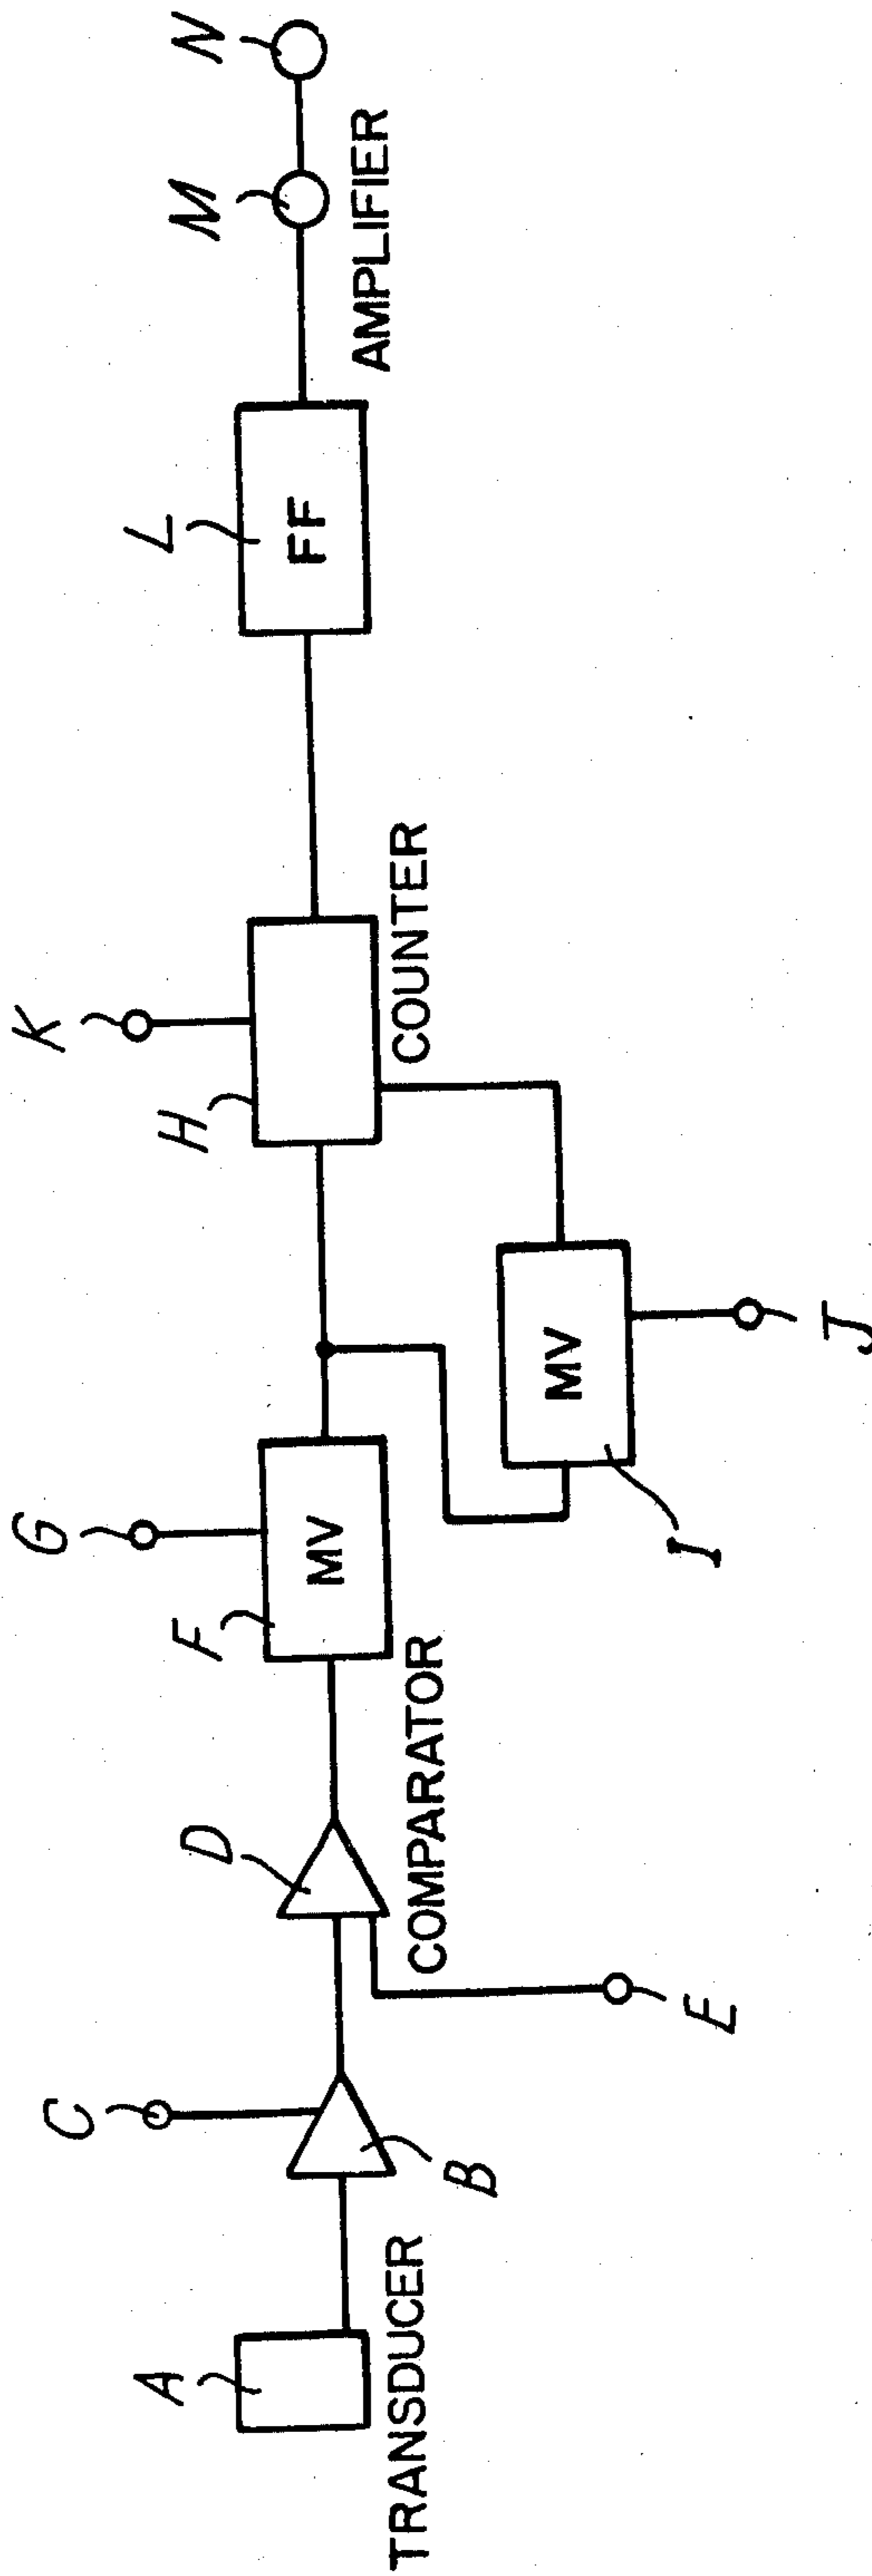 A
TRANSDUCER
B
C
D
COMPARATOR
E
F
MV
G
H
COUNTER
MV
I
J
K
L
FF
M
AMPLIFIER
N